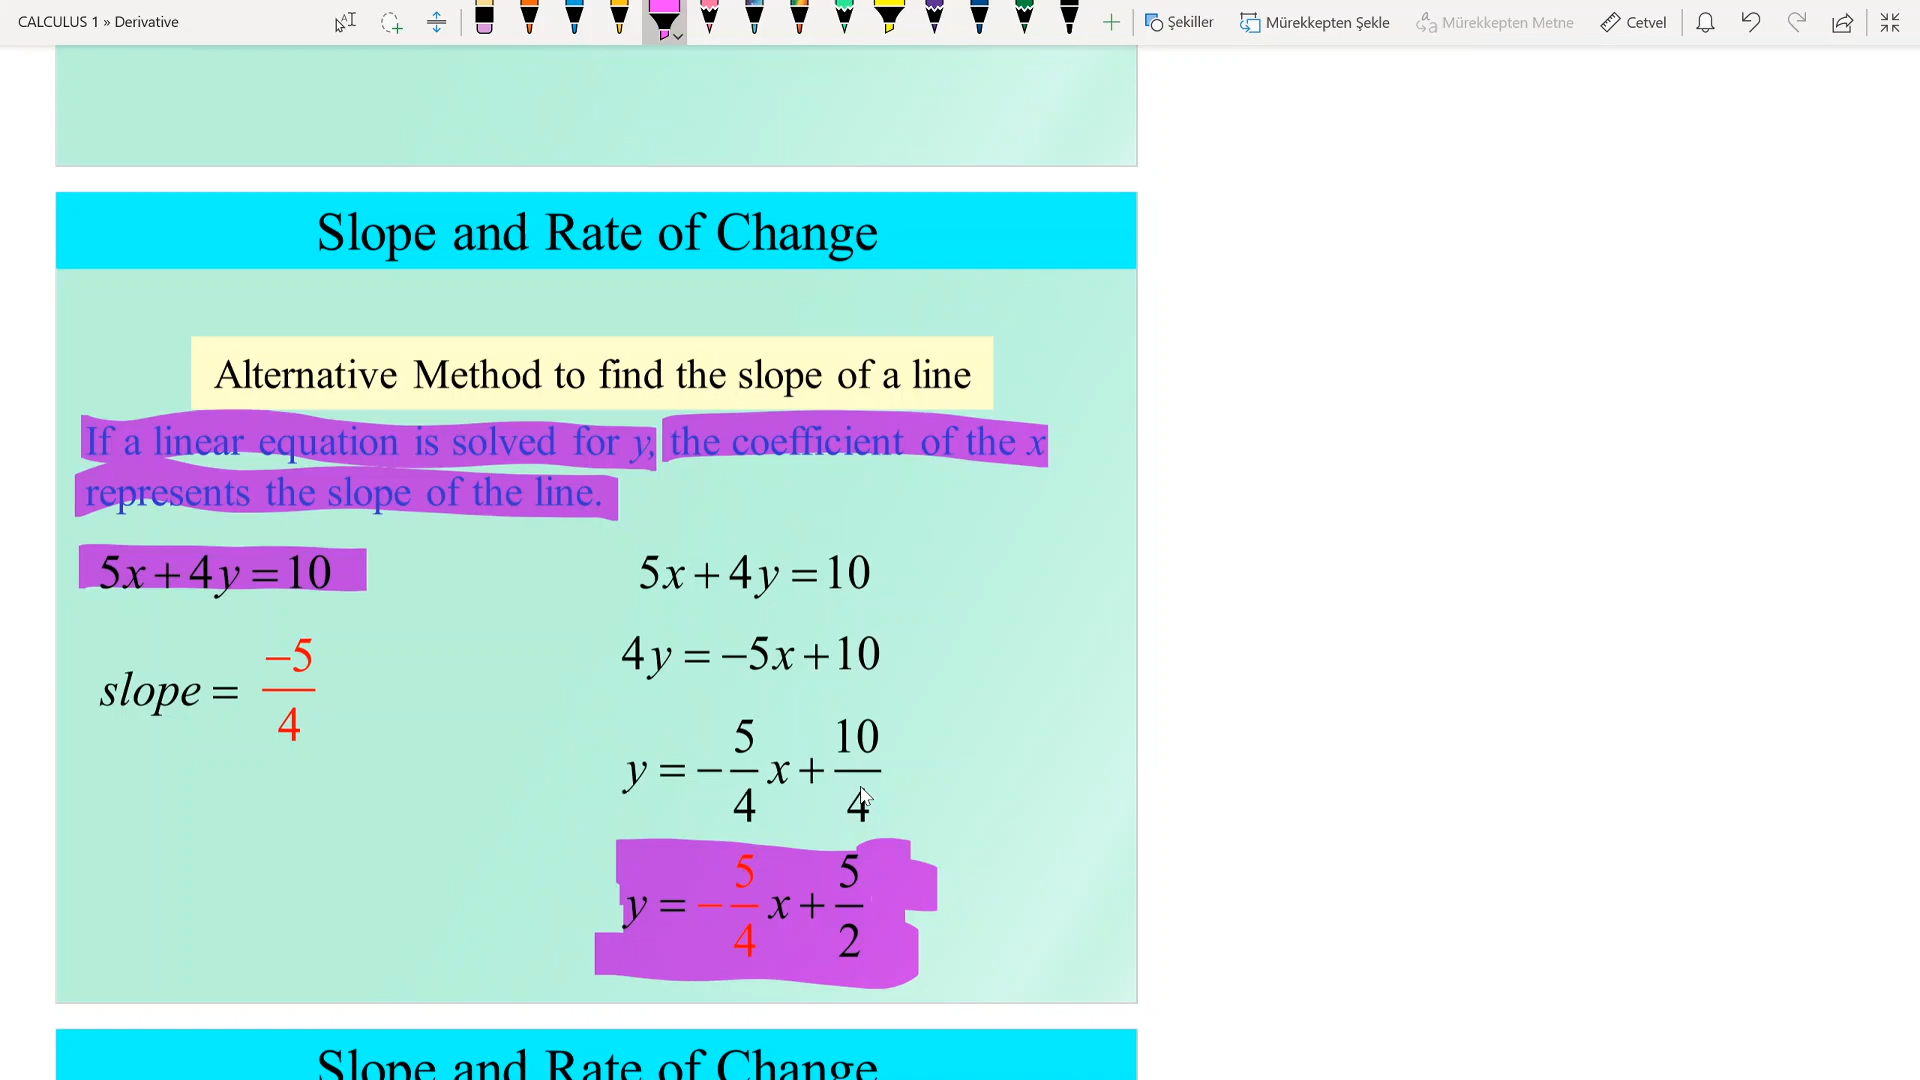 CALCULUS 1 » Derivative
Şekiller
Mürekkepten Şekle
Mürekkepten Metne
Cetvel
Slope and Rate of Change
Alternative Method to find the slope of a line
If a linear equation is solved for y, the coefficient of the x
represents the slope of the line.
5x + 4y = 10
slope = -5/4
5x + 4y = 10
4y = -5x + 10
y = -5/4 x + 10/4
y = -5/4 x + 5/2
Slope and Rate of Change